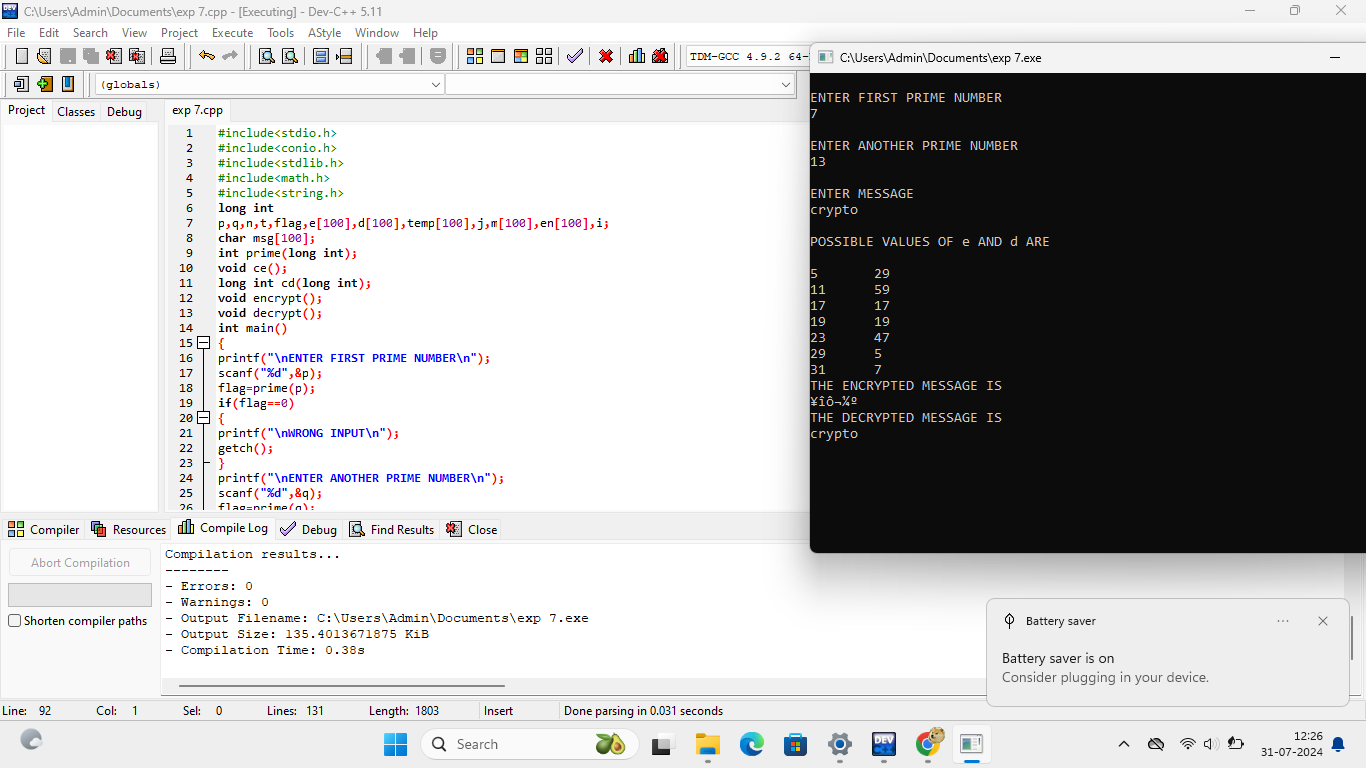 C:\Users\Admin\Documents\exp 7.cpp - [Executing] - Dev-C++ 5.11
File Edit Search View Project Execute Tools AStyle Window Help
TDM-GCC 4.9.2 64-
(globals)
Project Classes Debug
exp 7.cpp
1 #include<stdio.h>
2 #include<conio.h>
3 #include<stdlib.h>
4 #include<math.h>
5 #include<string.h>
6 long int
7 p,q,n,t,flag,e[100],d[100],temp[100],j,m[100],en[100],i;
8 char msg[100];
9 int prime(long int);
10 void ce();
11 long int cd(long int);
12 void encrypt();
13 void decrypt();
14 int main()
15 {
16 printf("\nENTER FIRST PRIME NUMBER\n");
17 scanf("%d",&p);
18 flag=prime(p);
19 if(flag==0)
20 {
21 printf("\nWRONG INPUT\n");
22 getch();
23 }
24 printf("\nENTER ANOTHER PRIME NUMBER\n");
25 scanf("%d",&q);
26 flag=prime(q);
C:\Users\Admin\Documents\exp 7.exe
ENTER FIRST PRIME NUMBER
7
ENTER ANOTHER PRIME NUMBER
13
ENTER MESSAGE
crypto
POSSIBLE VALUES OF e AND d ARE
5 29
11 59
17 17
19 19
23 47
29 5
31 7
THE ENCRYPTED MESSAGE IS
¥îô¬¼º
THE DECRYPTED MESSAGE IS
crypto
Compiler Resources Compile Log Debug Find Results Close
Abort Compilation
Shorten compiler paths
Compilation results...
--------
- Errors: 0
- Warnings: 0
- Output Filename: C:\Users\Admin\Documents\exp 7.exe
- Output Size: 135.4013671875 KiB
- Compilation Time: 0.38s
Battery saver
Battery saver is on
Consider plugging in your device.
Line: 92 Col: 1 Sel: 0 Lines: 131 Length: 1803 Insert Done parsing in 0.031 seconds
Search
DEV
12:26
31-07-2024